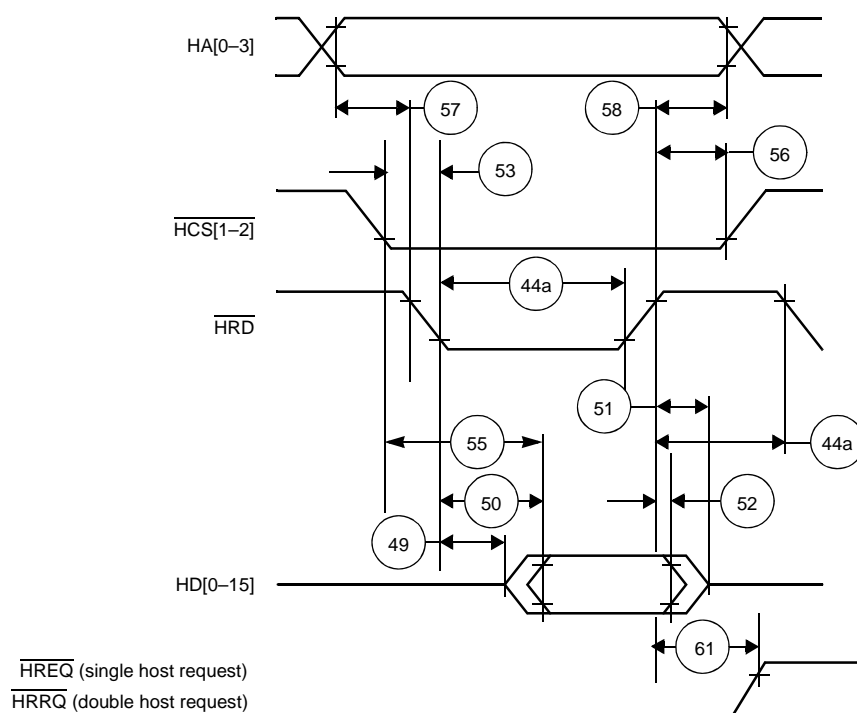 HA[0–3]
57
58
53
56
HCS[1–2]
44a
HRD
51
55
44a
50
52
49
HD[0–15]
61
HREQ (single host request)
HRRQ (double host request)